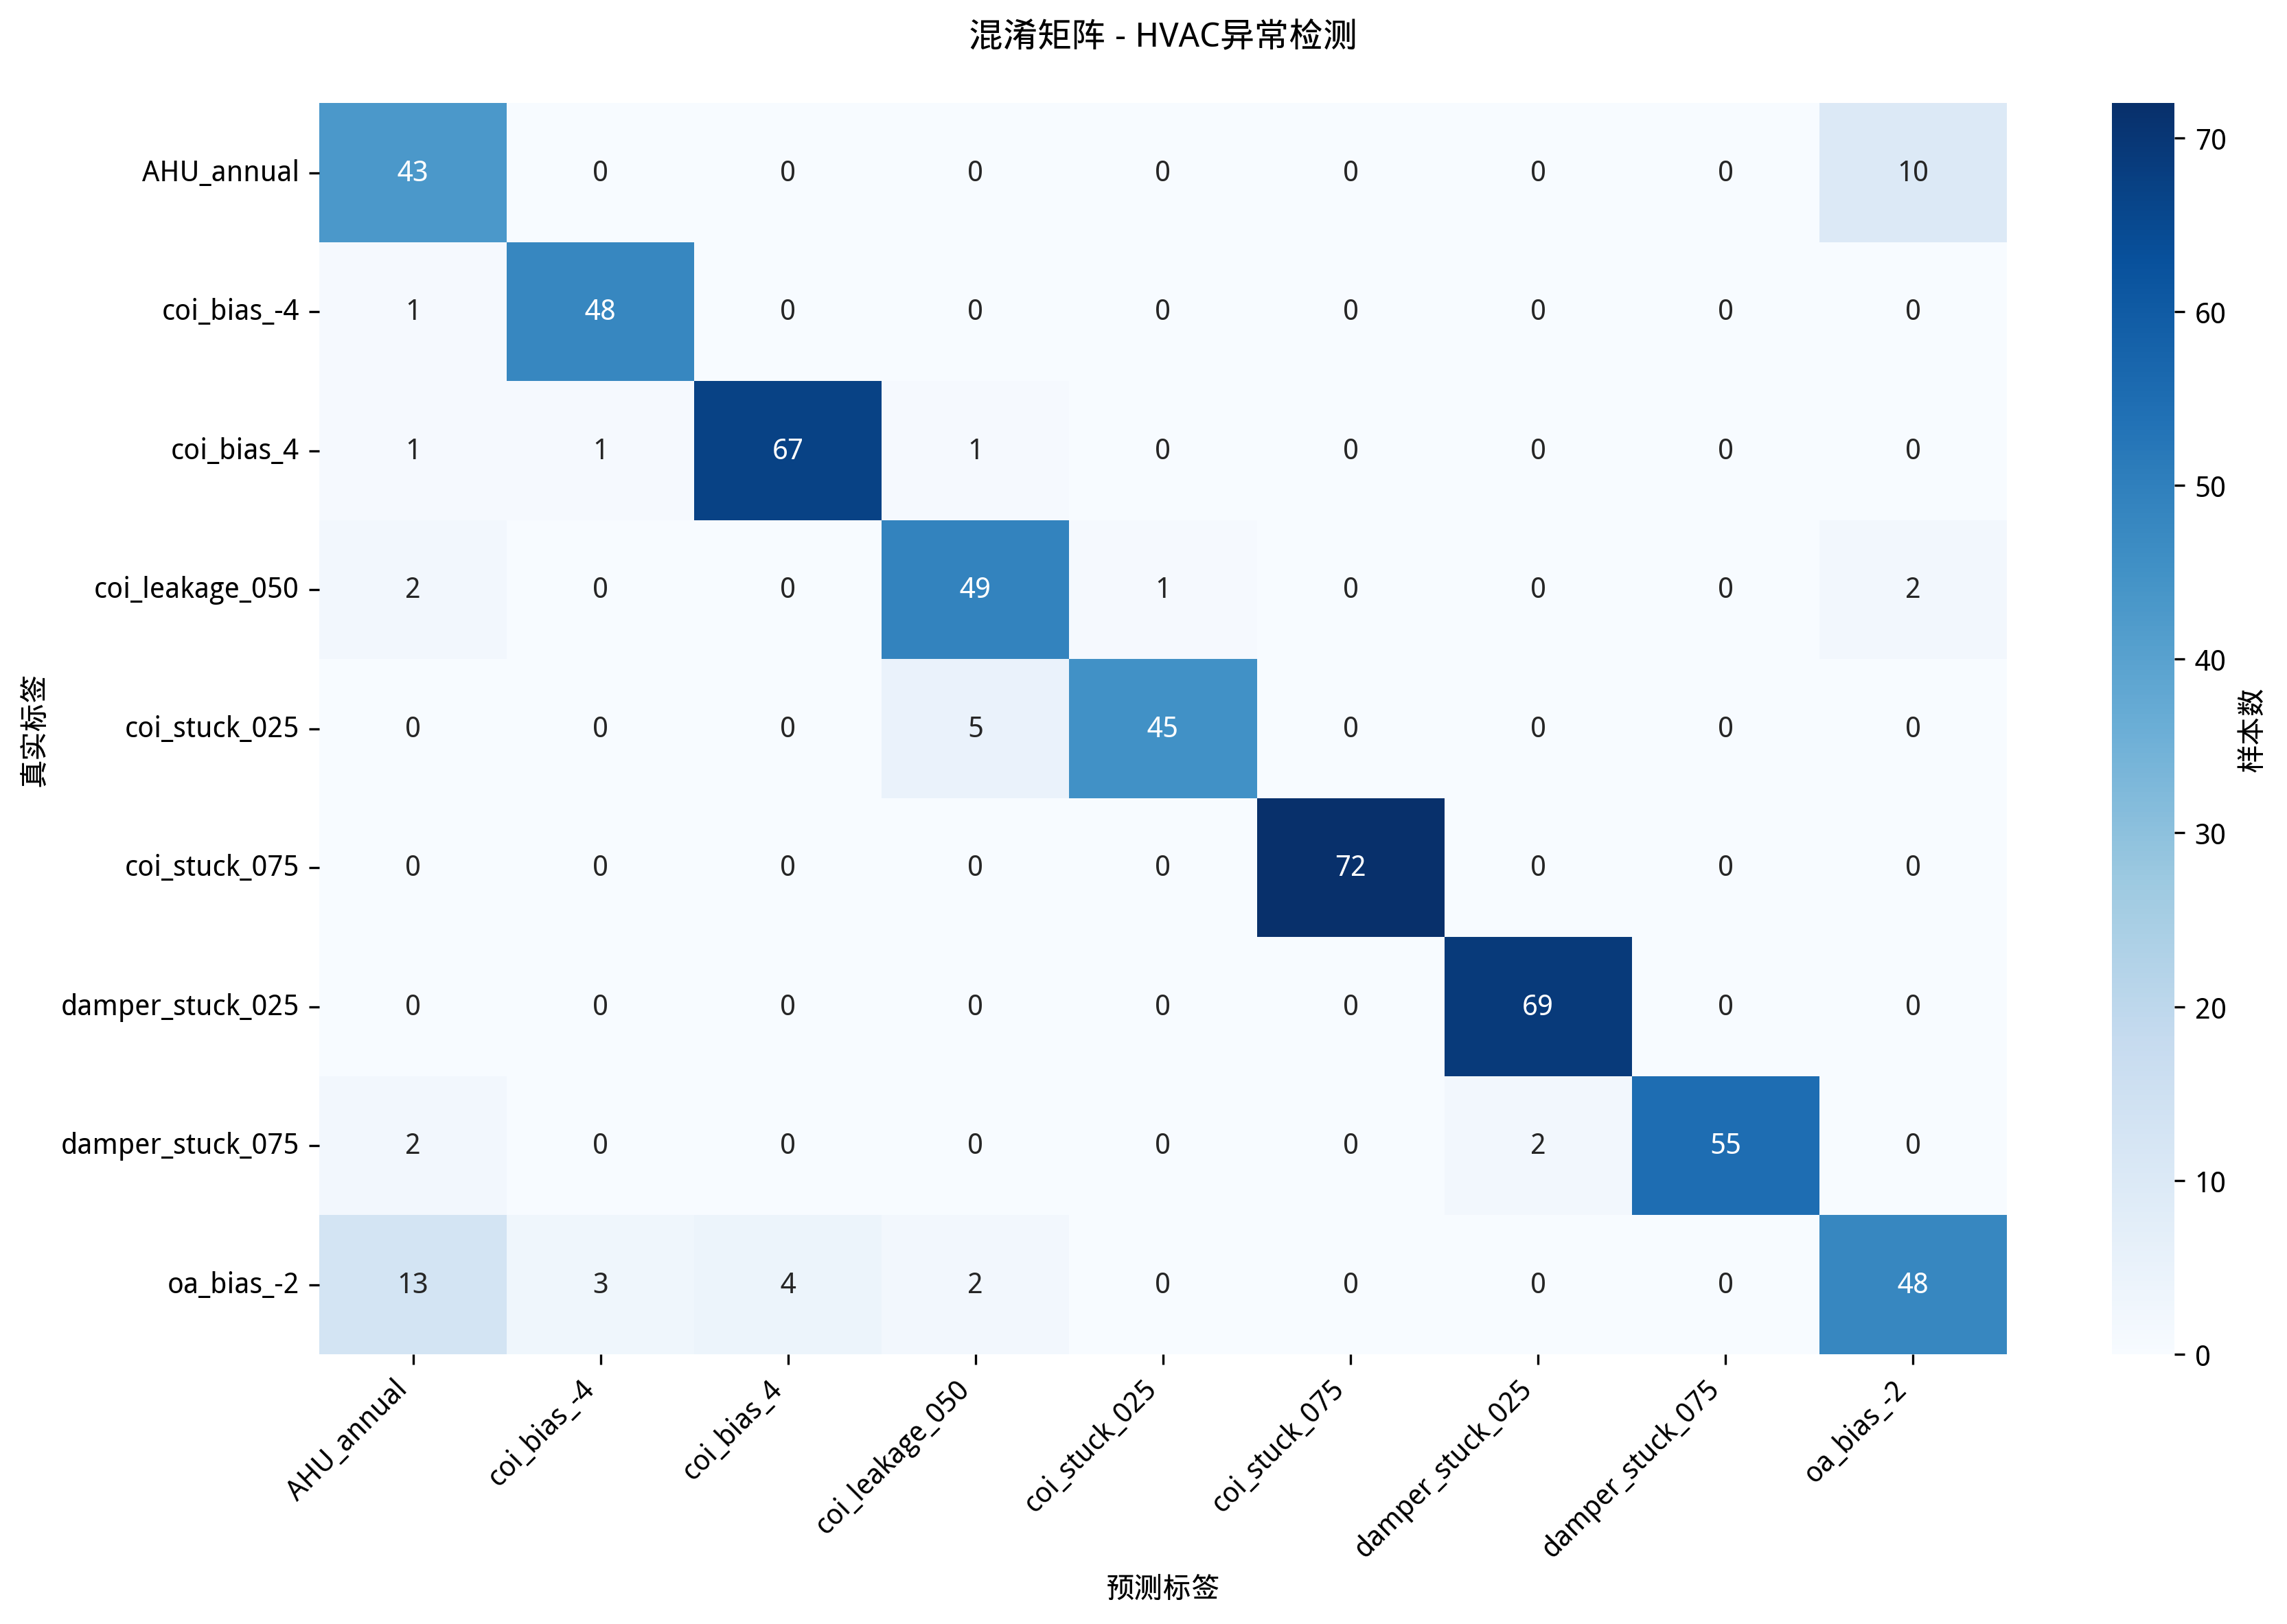 混淆矩阵 - HVAC异常检测
真实标签
AHU_annual 43 0 0 0 0 0 0 0 10
coi_bias_-4 1 48 0 0 0 0 0 0 0
coi_bias_4 1 1 67 1 0 0 0 0 0
coi_leakage_050 2 0 0 49 1 0 0 0 2
coi_stuck_025 0 0 0 5 45 0 0 0 0
coi_stuck_075 0 0 0 0 0 72 0 0 0
damper_stuck_025 0 0 0 0 0 0 69 0 0
damper_stuck_075 2 0 0 0 0 0 2 55 0
oa_bias_-2 13 3 4 2 0 0 0 0 48
AHU_annual
coi_bias_-4
coi_bias_4
coi_leakage_050
coi_stuck_025
coi_stuck_075
damper_stuck_025
damper_stuck_075
oa_bias_-2
预测标签
70
60
50
40
30
20
10
0
样本数